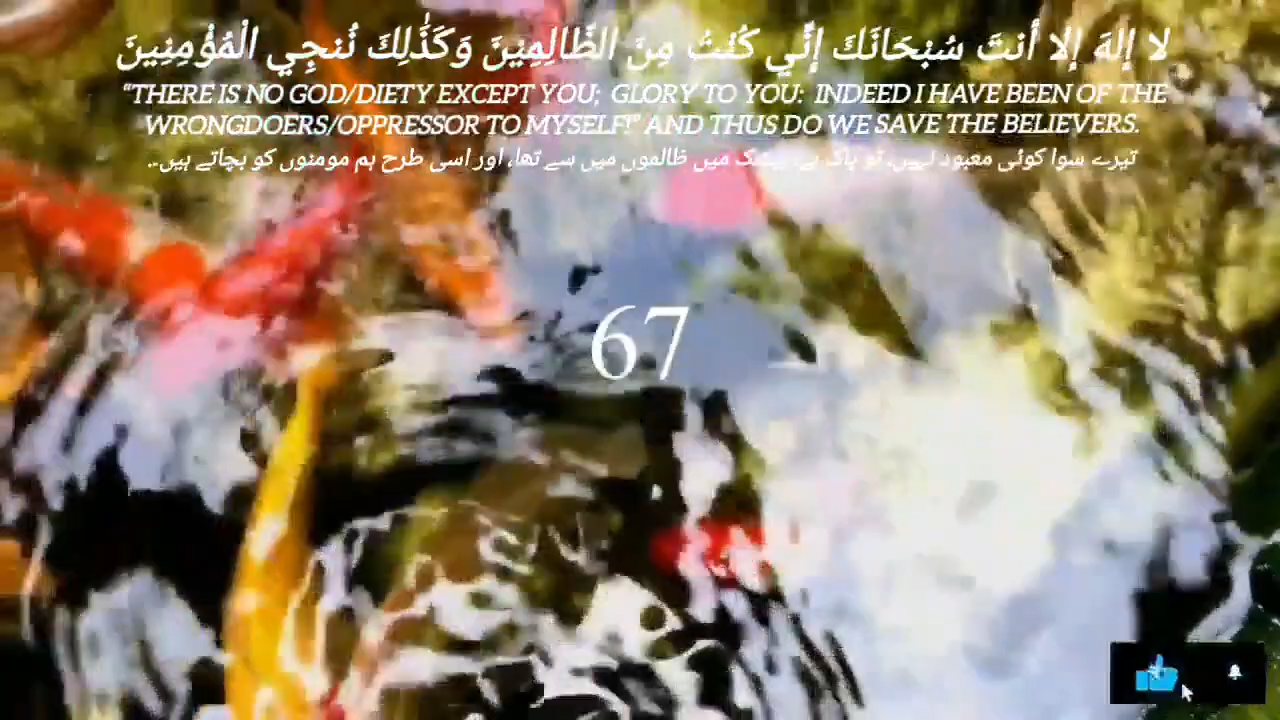 لا إلهَ إلا أَنتَ سُبْحَانَكَ إِنِّي كُنْتُ مِنَ الظَّالِمِينَ وَكَذَٰلِكَ نُنجِي الْمُؤْمِنِينَ
"THERE IS NO GOD/DIETY EXCEPT YOU; GLORY TO YOU: INDEED I HAVE BEEN OF THE
WRONGDOERS/OPPRESSOR TO MYSELF!" AND THUS DO WE SAVE THE BELIEVERS.
تیرے سوا کوئی معبود نہیں، تو پاک ہے، بیشک میں ظالموں میں سے تھا، اور اسی طرح ہم مومنوں کو بچاتے ہیں..
67